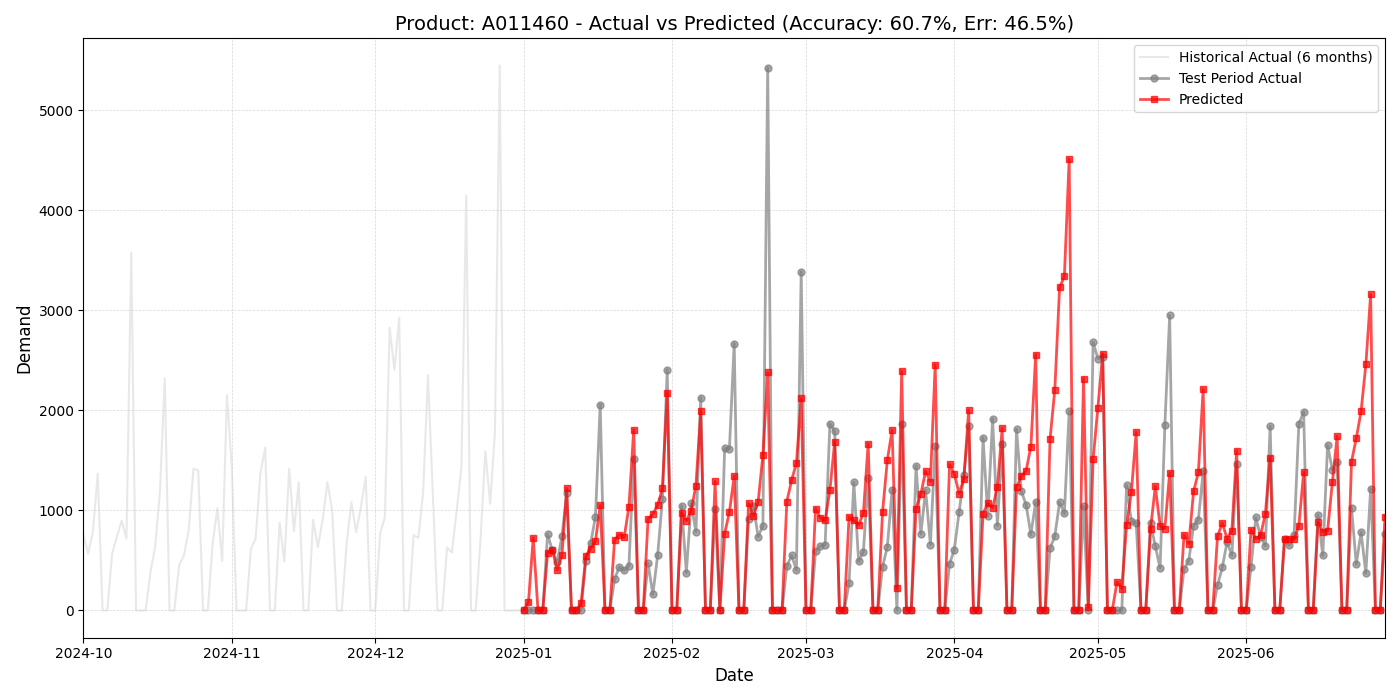 Product: A011460 - Actual vs Predicted (Accuracy: 60.7%, Err: 46.5%)
Historical Actual (6 months)
Test Period Actual
Predicted
Demand
5000
4000
3000
2000
1000
0
2024-10
2024-11
2024-12
2025-01
2025-02
2025-03
2025-04
2025-05
2025-06
Date